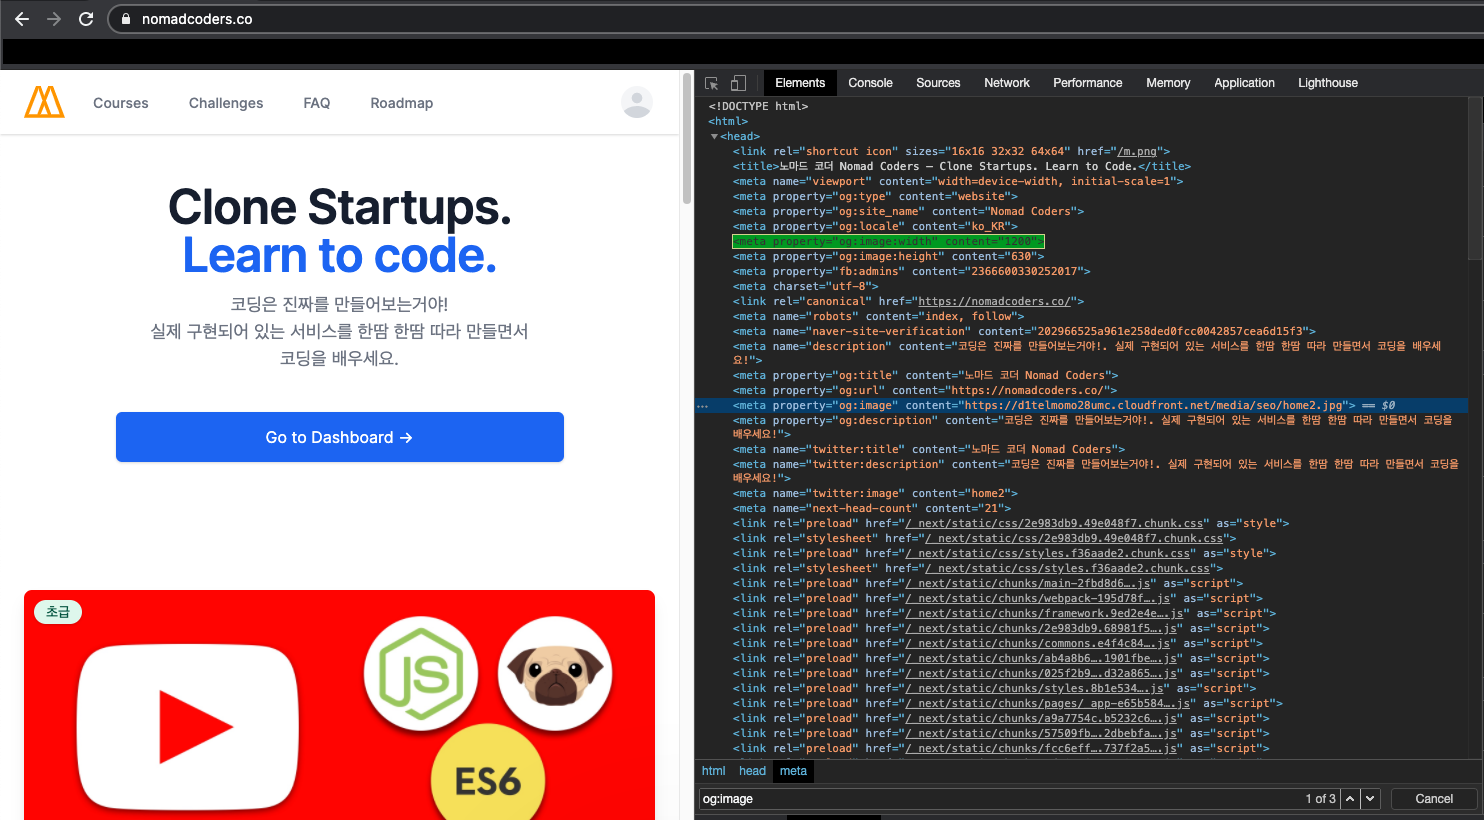 nomadcoders.co
Courses
Challenges
FAQ
Roadmap
Clone Startups.
Learn to code.
코딩은 진짜를 만들어보는거야!
실제 구현되어 있는 서비스를 한땀 한땀 따라 만들면서
코딩을 배우세요.
Go to Dashboard →
초급
JS
ES6
Elements
Console
Sources
Network
Performance
Memory
Application
Lighthouse
<!DOCTYPE html>
<html>
<head>
<link rel="shortcut icon" sizes="16x16 32x32 64x64" href="/m.png">
<title>노마드 코더 Nomad Coders — Clone Startups. Learn to Code.</title>
<meta name="viewport" content="width=device-width, initial-scale=1">
<meta property="og:type" content="website">
<meta property="og:site_name" content="Nomad Coders">
<meta property="og:locale" content="ko_KR">
<meta property="og:image:width" content="1200">
<meta property="og:image:height" content="630">
<meta property="fb:admins" content="2366600330252017">
<meta charset="utf-8">
<link rel="canonical" href="https://nomadcoders.co/">
<meta name="robots" content="index, follow">
<meta name="naver-site-verification" content="202966525a961e258ded0fcc0042857cea6d15f3">
<meta name="description" content="코딩은 진짜를 만들어보는거야!. 실제 구현되어 있는 서비스를 한땀 한땀 따라 만들면서 코딩을 배우세
요!">
<meta property="og:title" content="노마드 코더 Nomad Coders">
<meta property="og:url" content="https://nomadcoders.co/">
<meta property="og:image" content="https://d1telmomo28umc.cloudfront.net/media/seo/home2.jpg"> == $0
<meta property="og:description" content="코딩은 진짜를 만들어보는거야!. 실제 구현되어 있는 서비스를 한땀 한땀 따라 만들면서 코딩을
배우세요!">
<meta name="twitter:title" content="노마드 코더 Nomad Coders">
<meta name="twitter:description" content="코딩은 진짜를 만들어보는거야!. 실제 구현되어 있는 서비스를 한땀 한땀 따라 만들면서 코딩을
배우세요!">
<meta name="twitter:image" content="home2">
<meta name="next-head-count" content="21">
<link rel="preload" href="/_next/static/css/2e983db9.49e048f7.chunk.css" as="style">
<link rel="stylesheet" href="/_next/static/css/2e983db9.49e048f7.chunk.css">
<link rel="preload" href="/_next/static/css/styles.f36aade2.chunk.css" as="style">
<link rel="stylesheet" href="/_next/static/css/styles.f36aade2.chunk.css">
<link rel="preload" href="/_next/static/chunks/main-2fbd8d6….js" as="script">
<link rel="preload" href="/_next/static/chunks/webpack-195d78f….js" as="script">
<link rel="preload" href="/_next/static/chunks/framework.9ed2e4e….js" as="script">
<link rel="preload" href="/_next/static/chunks/2e983db9.68981f5….js" as="script">
<link rel="preload" href="/_next/static/chunks/commons.e4f4c84….js" as="script">
<link rel="preload" href="/_next/static/chunks/ab4a8b6….1901fbe….js" as="script">
<link rel="preload" href="/_next/static/chunks/025f2b9….d32a865….js" as="script">
<link rel="preload" href="/_next/static/chunks/styles.8b1e534….js" as="script">
<link rel="preload" href="/_next/static/chunks/pages/_app-e65b584….js" as="script">
<link rel="preload" href="/_next/static/chunks/a9a7754c.b5232c6….js" as="script">
<link rel="preload" href="/_next/static/chunks/57509fb….2dbebfa….js" as="script">
<link rel="preload" href="/_next/static/chunks/fcc6eff….737f2a5….js" as="script">
html
head
meta
og:image
1 of 3
Cancel